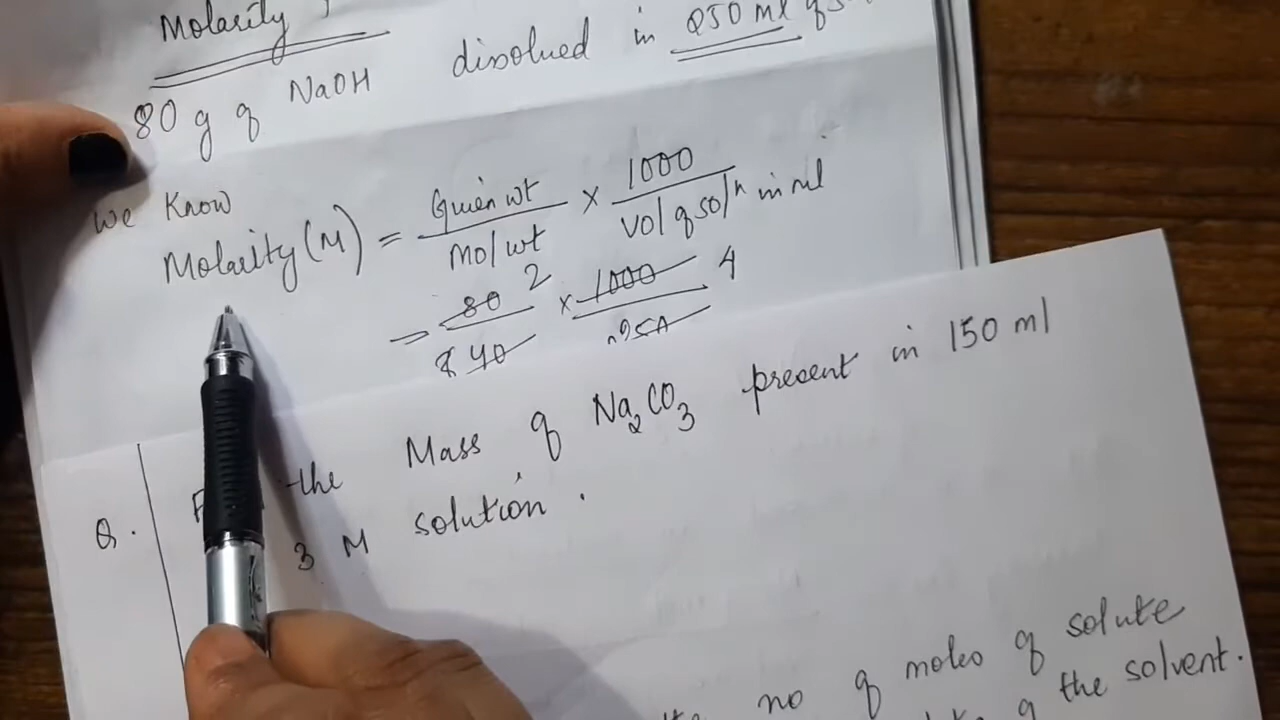 Molarity
80 g of NaOH dissolved in 250 ml of
we know
Molarity (M) = Given wt / Mol wt × 1000 / Vol of solⁿ in ml
= 80 2 / 40 × 1000 4 / 250
Q. the Mass of Na₂CO₃ present in 150 ml
3 M solution.
no of moles of solute
of the solvent.